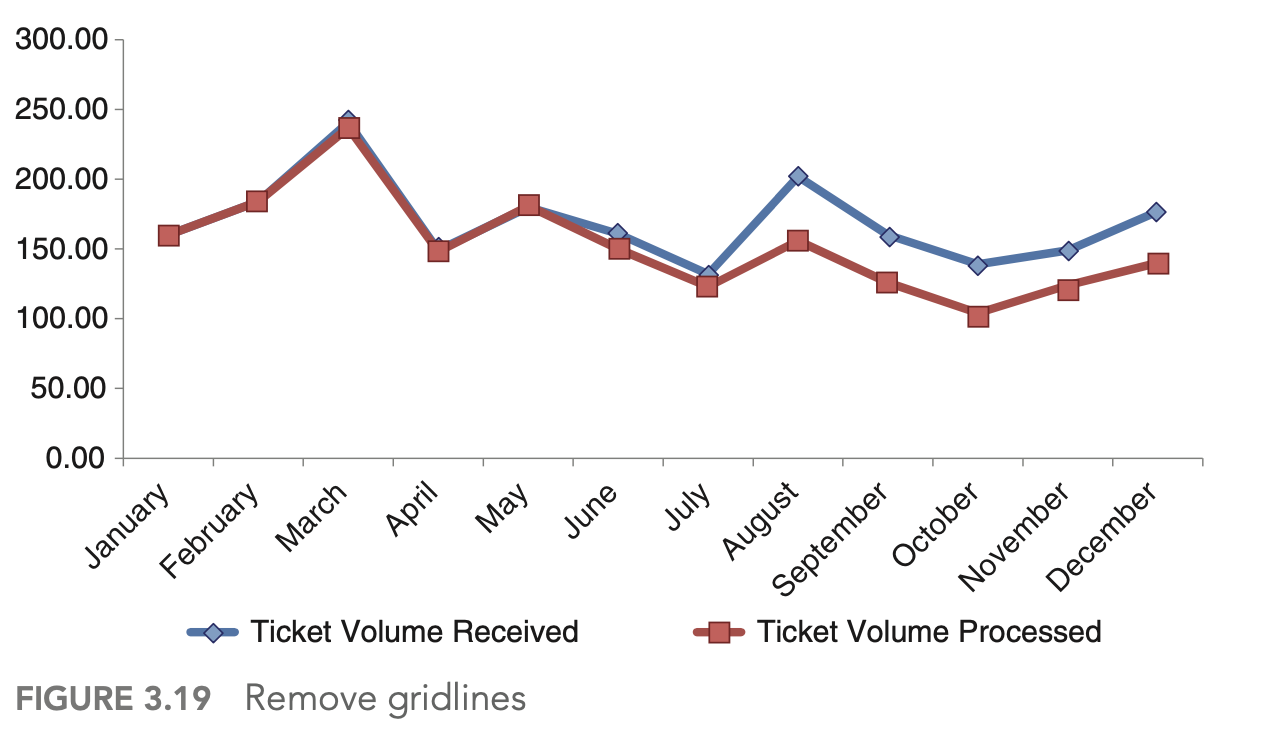 300.00
250.00
200.00
150.00
100.00
50.00
0.00
January
February
March
April
May
June
July
August
September
October
November
December
Ticket Volume Received
Ticket Volume Processed
FIGURE 3.19 Remove gridlines